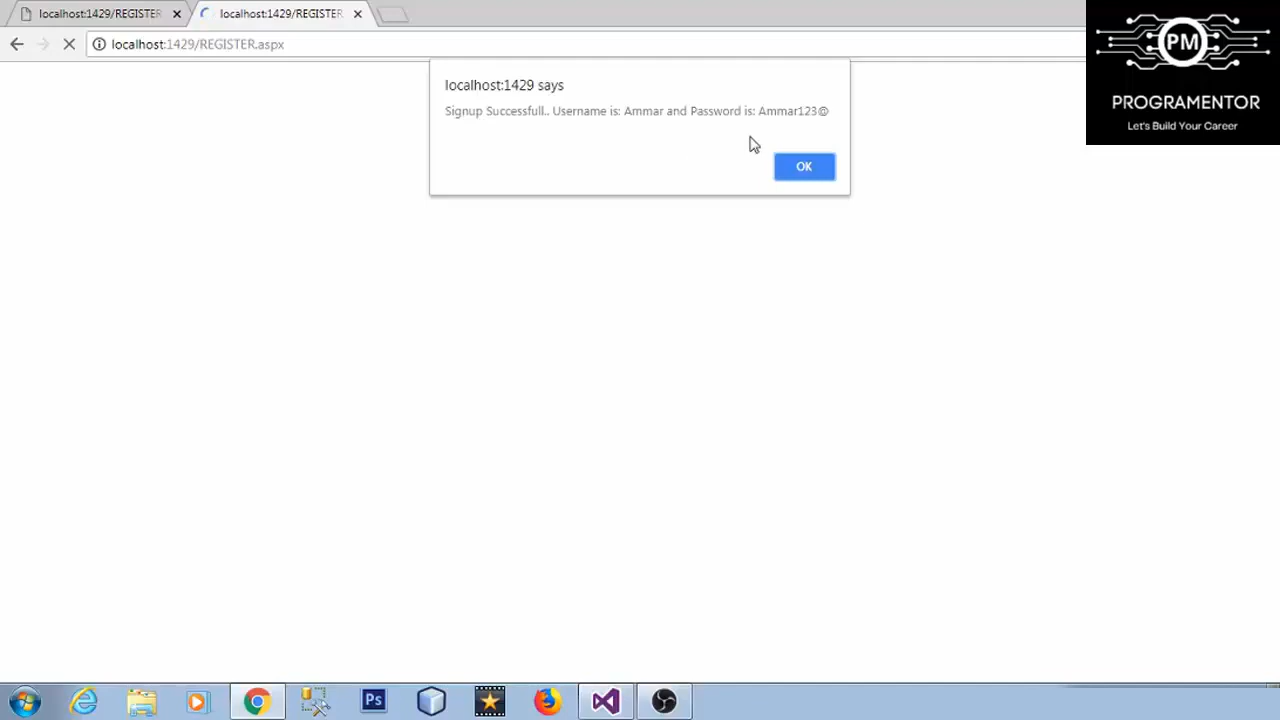 localhost:1429/REGISTER
localhost:1429/REGISTER
localhost:1429/REGISTER.aspx
localhost:1429 says
Signup Successfull.. Username is: Ammar and Password is: Ammar123@
OK
PM
PROGRAMENTOR
Let's Build Your Career
Ps